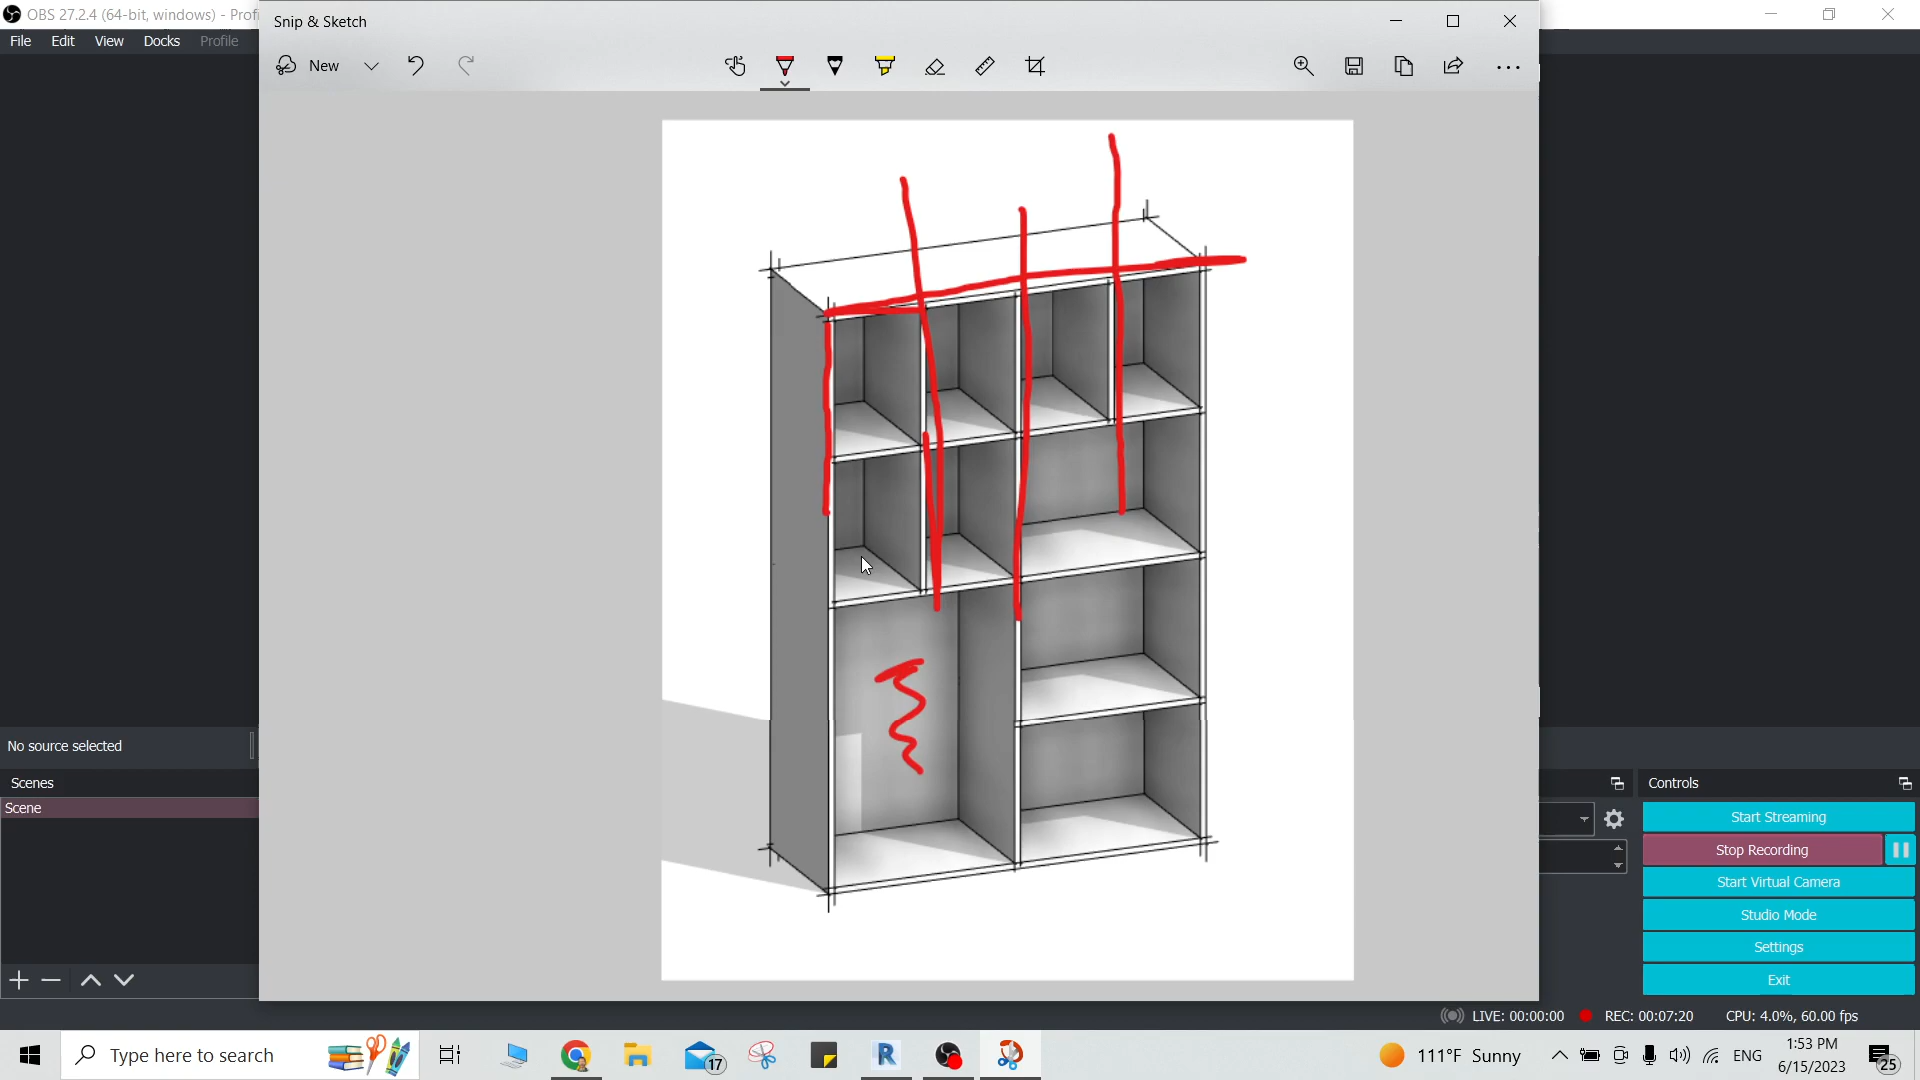 OBS 27.2.4 (64-bit, windows) - Profi
Snip & Sketch
File Edit View Docks Profile
New
No source selected
Scenes
Controls
Scene
Start Streaming
Stop Recording
Start Virtual Camera
Studio Mode
Settings
Exit
LIVE: 00:00:00 REC: 00:07:20 CPU: 4.0%, 60.00 fps
Type here to search
17
111°F Sunny
ENG
1:53 PM
6/15/2023
25